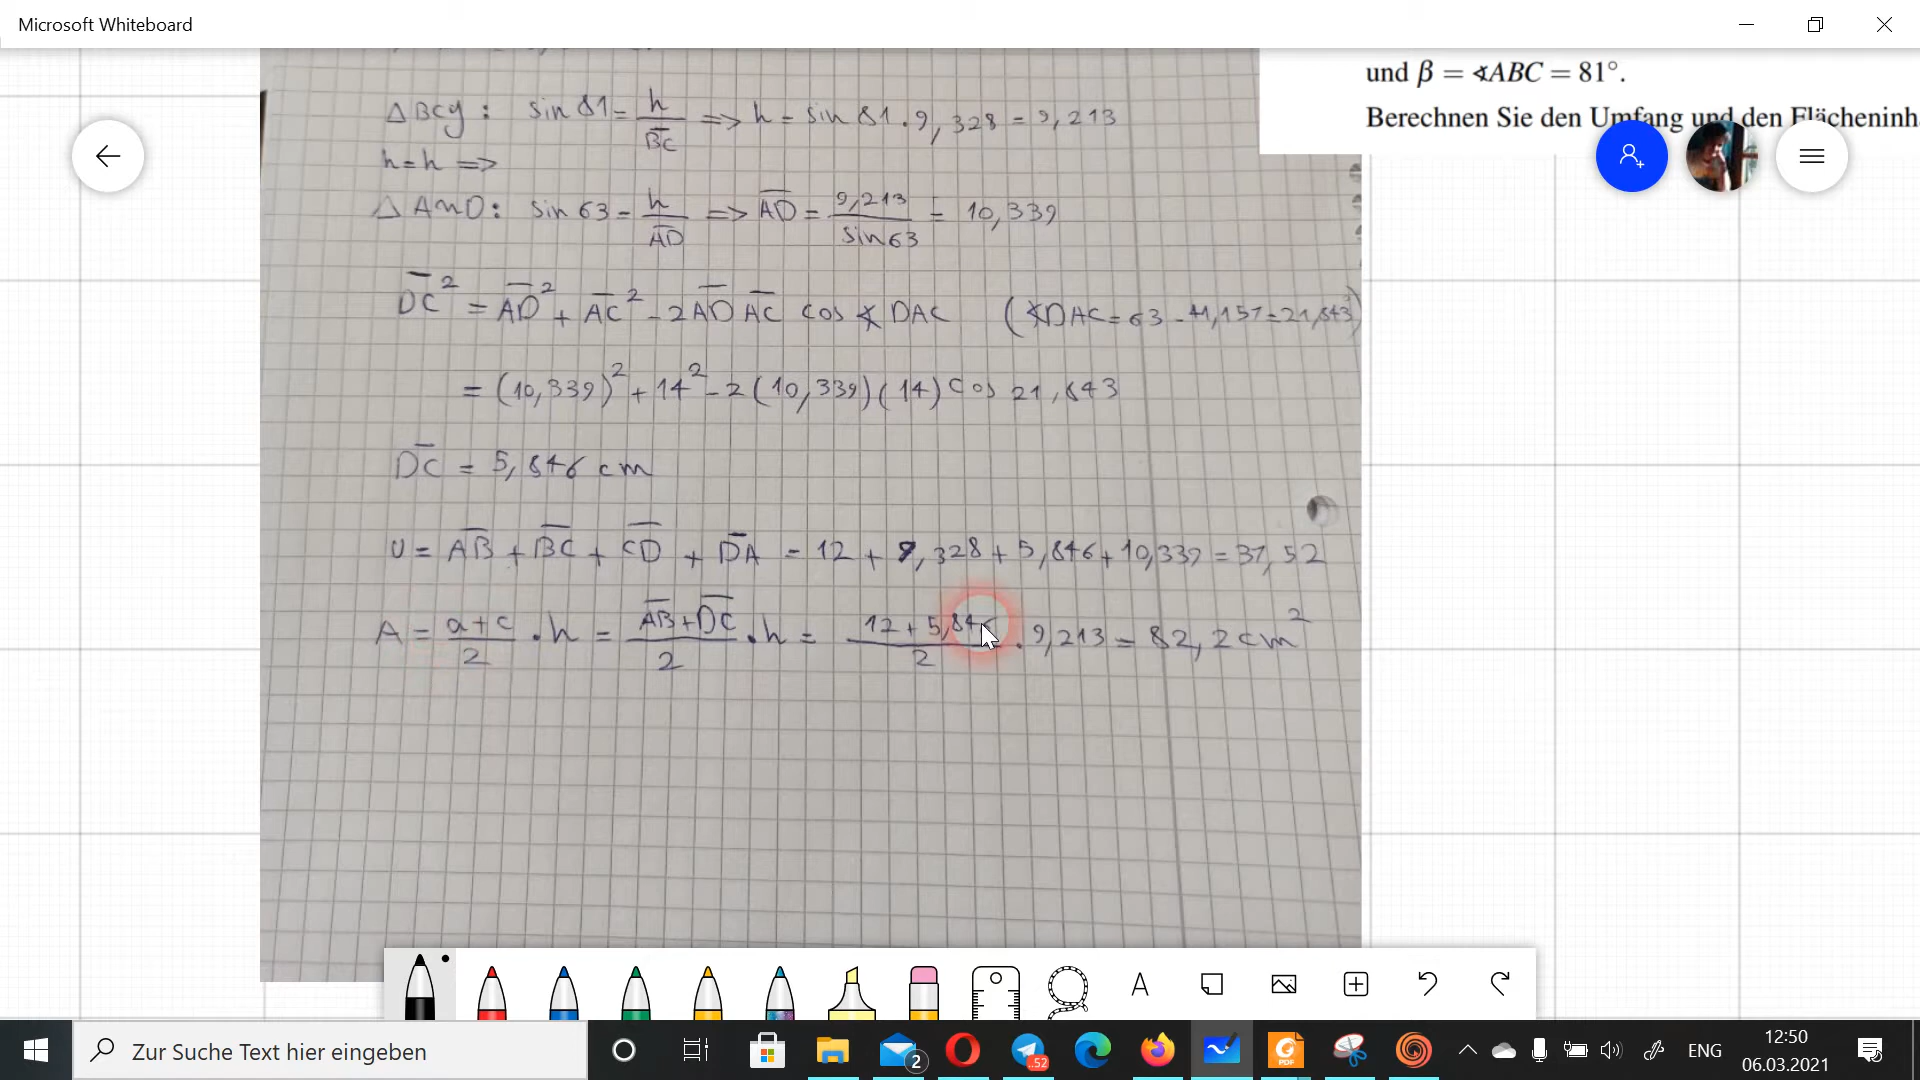 Microsoft Whiteboard
und β = ∢ABC = 81°.
Berechnen Sie den Umfang und den Flächeninh
△BCY : sin 81 = h/BC => h = sin 81 . 9,328 = 9,213
h = h =>
△AMD: sin 63 = h/AD => AD = 9,213/sin 63 = 10,339
DC² = AD² + AC² - 2 AD AC cos ∢ DAC (∢DAC = 63 - 41,157 = 21,843)
= (10,339)² + 14² - 2 (10,339)(14) cos 21,843
DC = 5,846 cm
U = AB + BC + CD + DA = 12 + 9,328 + 5,846 + 10,339 = 37,52
A = a+c/2 . h = AB+DC/2 . h = 12+5,846/2 . 9,213 = 82,2 cm²
A
Zur Suche Text hier eingeben
2
52
PDF
ENG
12:50
06.03.2021